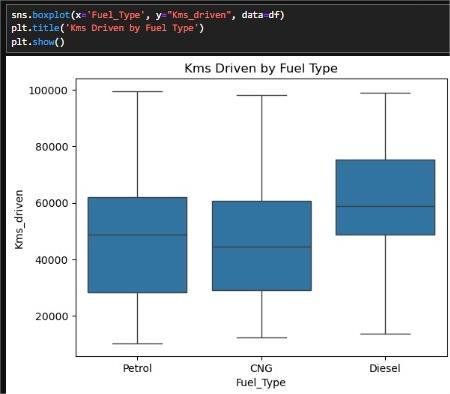 sns.boxplot(x='Fuel_Type', y="Kms_driven", data=df)
plt.title('Kms Driven by Fuel Type')
plt.show()
Kms Driven by Fuel Type
100000
80000
60000
40000
20000
Kms_driven
Petrol CNG Diesel
Fuel_Type